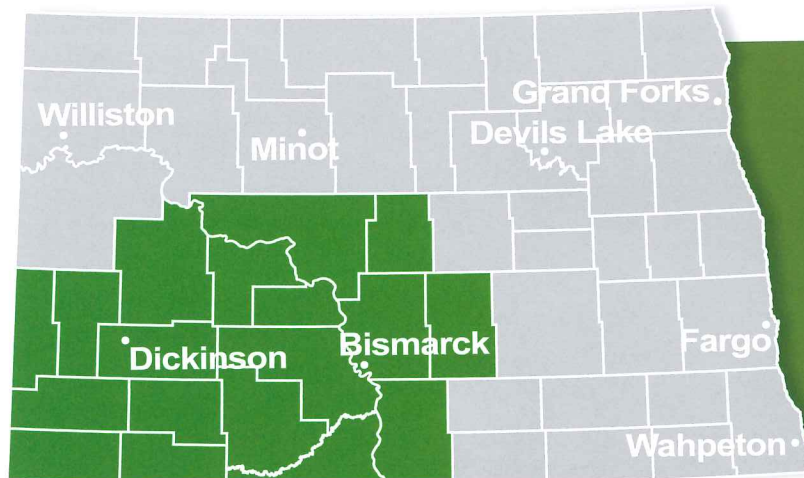 Grand Forks
Williston
Devils Lake
Minot
Bismarck
Dickinson
Fargo
Wahpeton